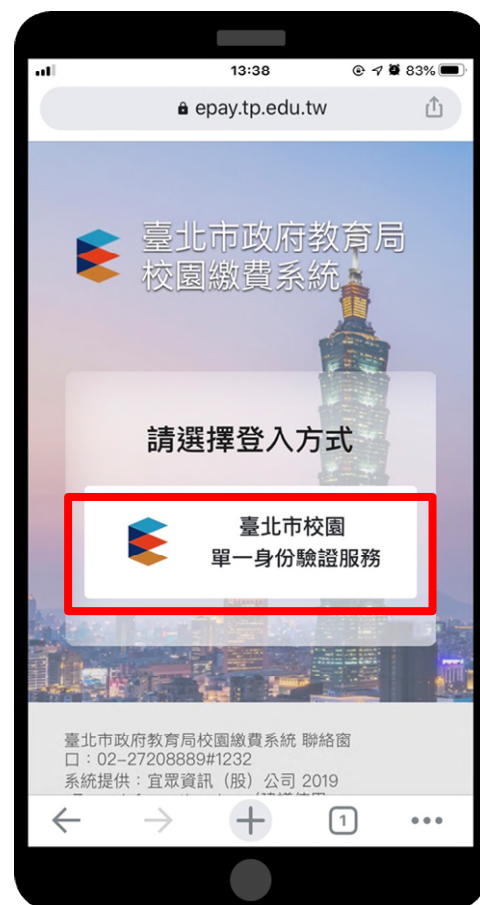 13:38
83%
epay.tp.edu.tw
臺北市政府教育局
校園繳費系統
請選擇登入方式
臺北市校園
單一身份驗證服務
臺北市政府教育局校園繳費系統 聯絡窗
口：02-27208889#1232
系統提供：宜眾資訊（股）公司 2019
1